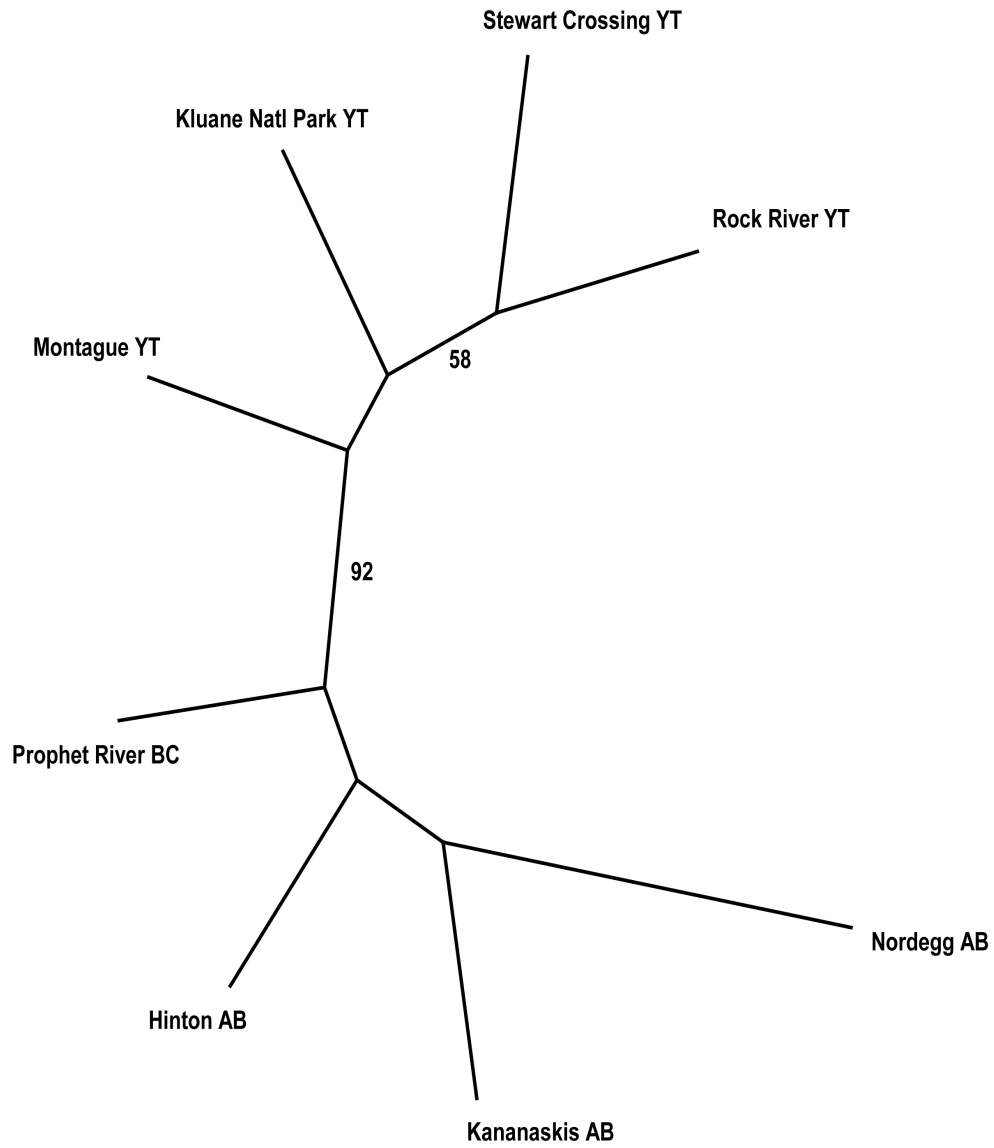 Stewart Crossing YT
Kluane Natl Park YT
Rock River YT
Montague YT
58
92
Prophet River BC
Nordegg AB
Hinton AB
Kananaskis AB